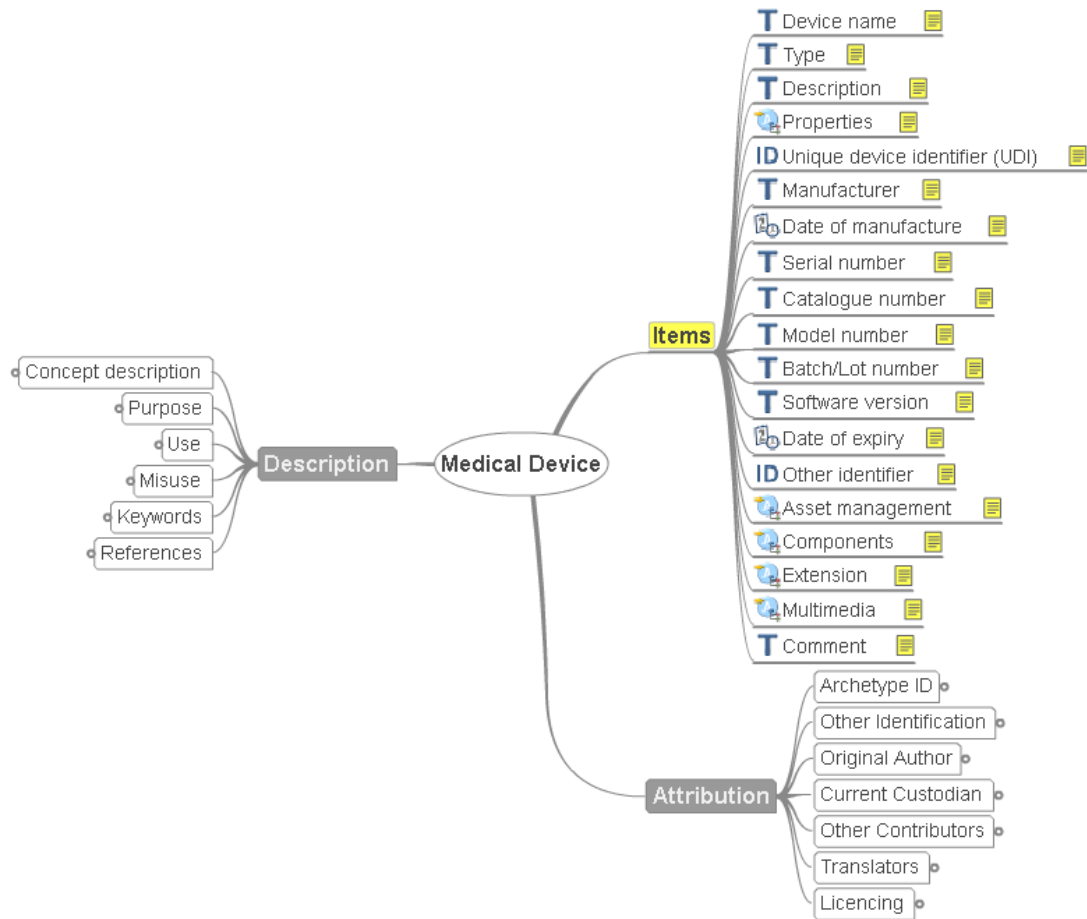 T Device name
T Type
T Description
Properties
ID Unique device identifier (UDI)
T Manufacturer
Date of manufacture
T Serial number
T Catalogue number
Items
T Model number
T Batch/Lot number
T Software version
Date of expiry
ID Other identifier
T Comment
Asset management
Components
Extension
Multimedia
Concept description
Purpose
Use
Misuse
Keywords
References
Description
Medical Device
Attribution
Archetype ID
Other Identification
Original Author
Current Custodian
Other Contributors
Translators
Licencing